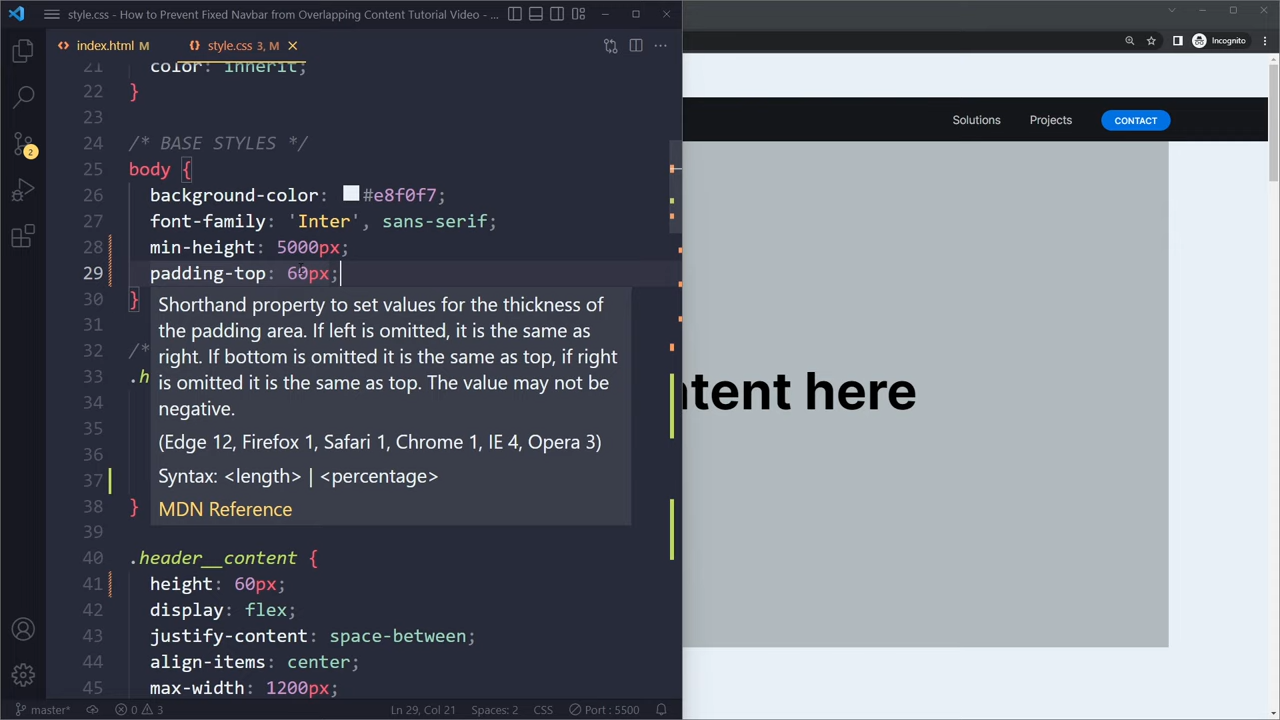 style.css - How to Prevent Fixed Navbar from Overlapping Content Tutorial Video - ...
index.html M
style.css 3, M
Incognito
21 color: inherit;
22 }
23
24 /* BASE STYLES */
25 body {
26 background-color: #e8f0f7;
27 font-family: 'Inter', sans-serif;
28 min-height: 5000px;
29 padding-top: 60px;
30 }
31
32 /*
33 .h
34
35
36
37
38 }
39
40 .header__content {
41 height: 60px;
42 display: flex;
43 justify-content: space-between;
44 align-items: center;
45 max-width: 1200px;
Shorthand property to set values for the thickness of
the padding area. If left is omitted, it is the same as
right. If bottom is omitted it is the same as top, if right
is omitted it is the same as top. The value may not be
negative.
(Edge 12, Firefox 1, Safari 1, Chrome 1, IE 4, Opera 3)
Syntax: <length> | <percentage>
MDN Reference
2
master*
0
3
Ln 29, Col 21
Spaces: 2
CSS
Port : 5500
Solutions
Projects
CONTACT
ntent here